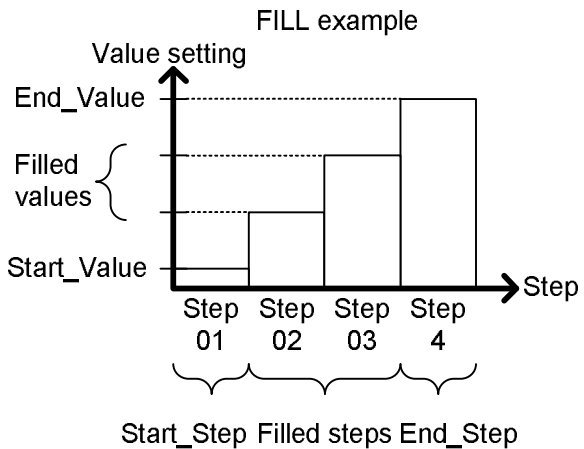 FILL example
Value setting
End_Value
Filled
values
Start_Value
Step
Step Step Step Step
01 02 03 4
Start_Step Filled steps End_Step